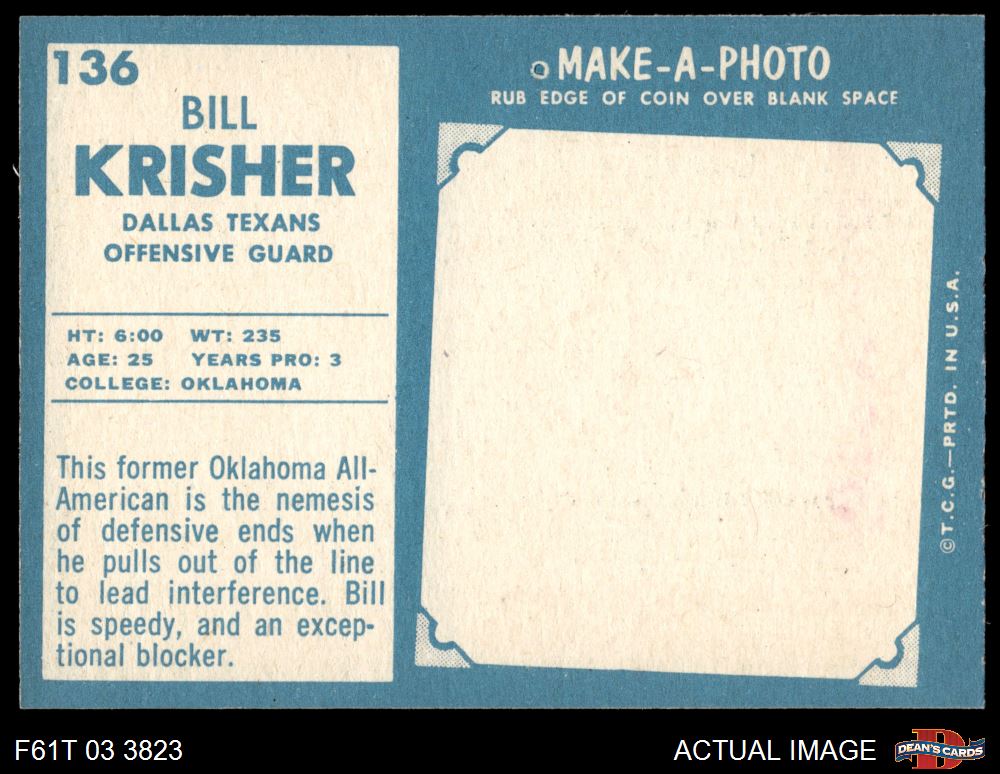 136
BILL
KRISHER
DALLAS TEXANS
OFFENSIVE GUARD
HT: 6:00 WT: 235
AGE: 25 YEARS PRO: 3
COLLEGE: OKLAHOMA
This former Oklahoma All-
American is the nemesis
of defensive ends when
he pulls out of the line
to lead interference. Bill
is speedy, and an excep-
tional blocker.
MAKE-A-PHOTO
RUB EDGE OF COIN OVER BLANK SPACE
© T.C.G.—PRTD. IN U.S.A.
F61T 03 3823
ACTUAL IMAGE
DEAN'S CARDS